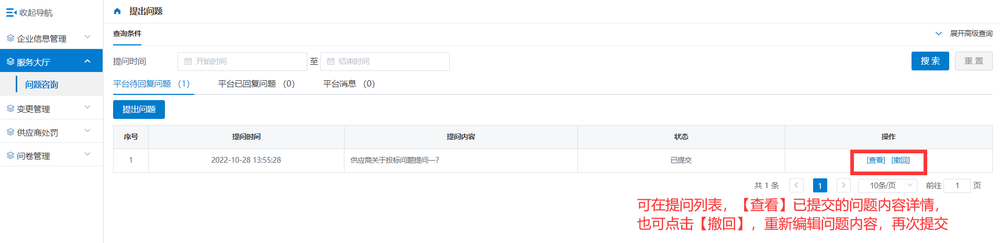 收起导航
企业信息管理
服务大厅
问题咨询
变更管理
供应商处罚
问卷管理
提出问题
查询条件
展开高级查询
提问时间 开始时间 至 结束时间 搜索 重置
平台待回复问题 (1) 平台已回复问题 (0) 平台消息 (0)
提出问题
序号 提问时间 提问内容 状态 操作
1 2022-10-28 13:55:28 供应商关于投标问题提问一? 已提交 [查看] [撤回]
共 1 条 1 10条/页 前往 1 页
可在提问列表，【查看】已提交的问题内容详情，
也可点击【撤回】，重新编辑问题内容，再次提交